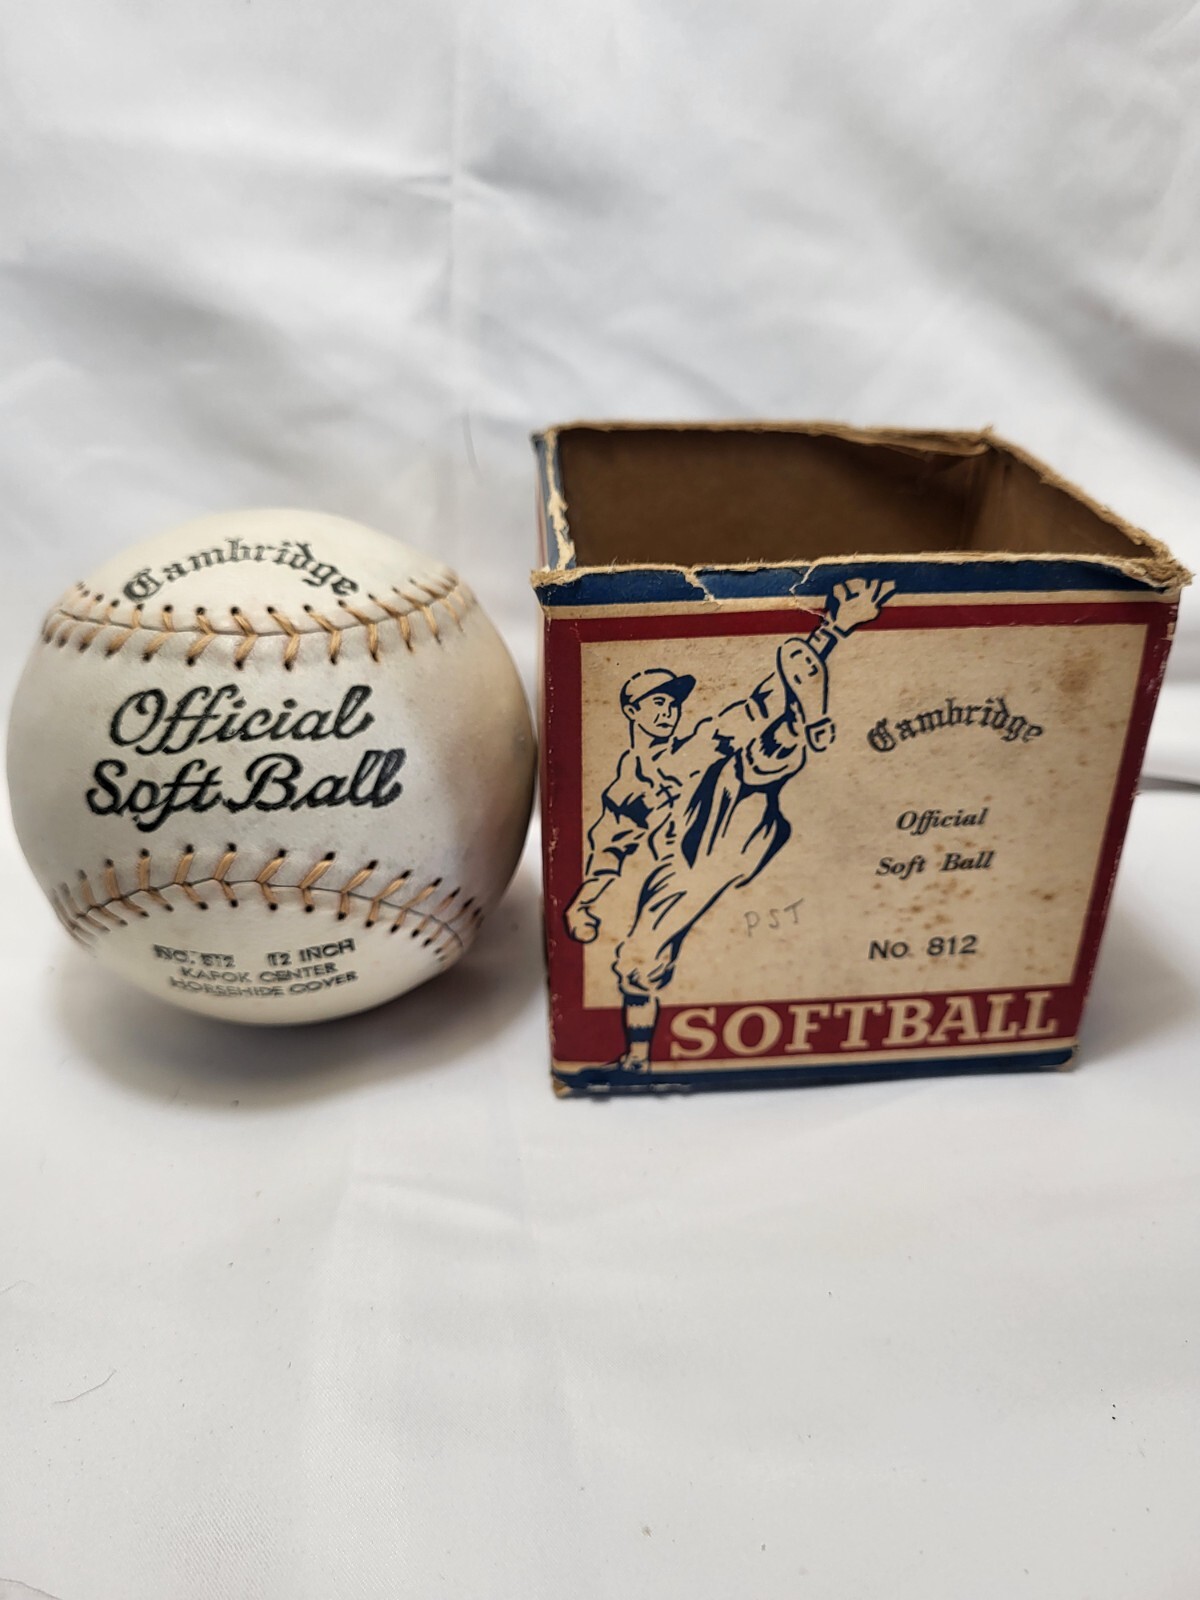 Cambridge
Official
Soft Ball
NO. 812 12 INCH
KAPOK CENTER
HORSEHIDE COVER
Cambridge
Official
Soft Ball
No. 812
PST
SOFTBALL